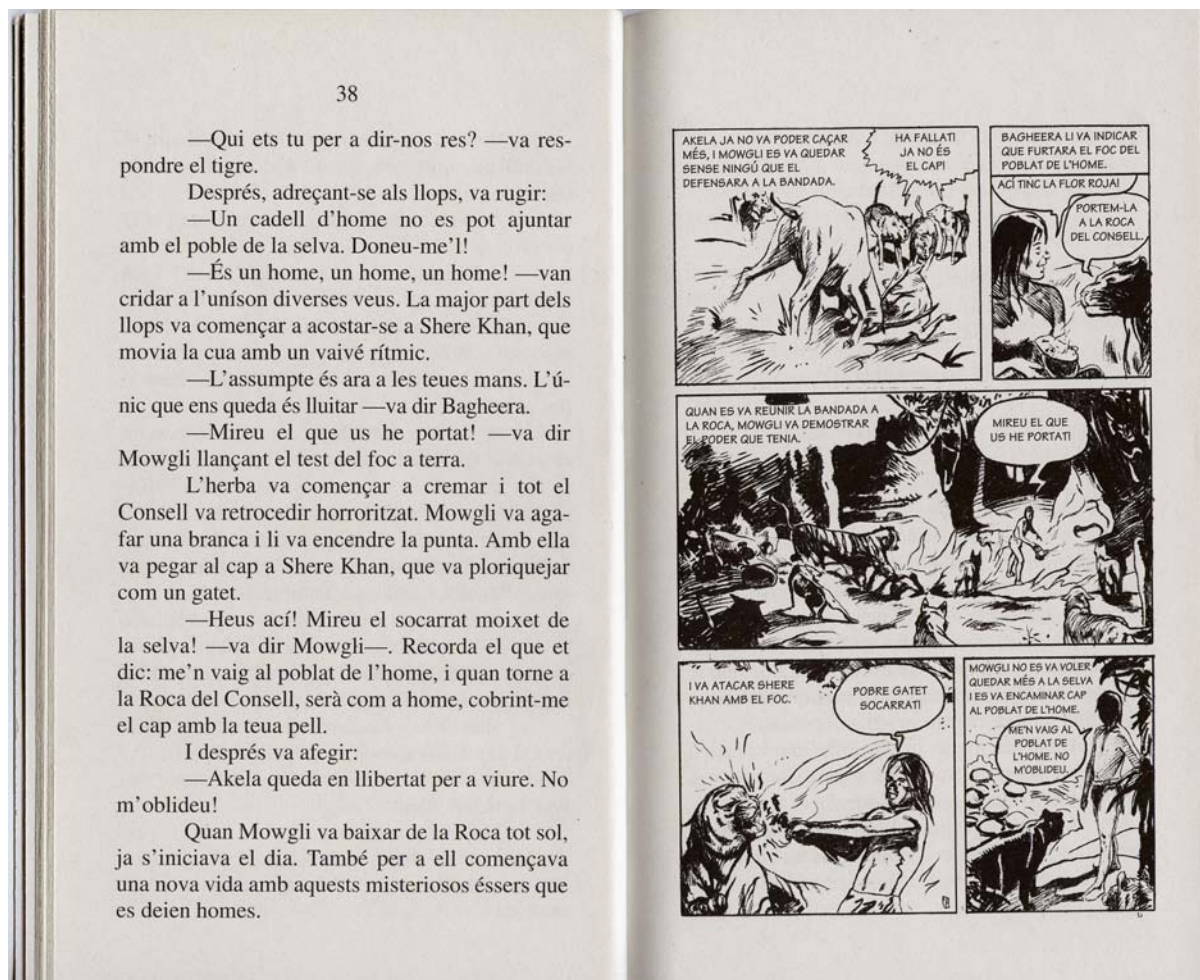 38
—Qui ets tu per a dir-nos res? —va res-
pondre el tigre.
Després, adreçant-se als llops, va rugir:
—Un cadell d’home no es pot ajuntar
amb el poble de la selva. Doneu-me’l!
—És un home, un home, un home! —van
cridar a l’uníson diverses veus. La major part dels
llops va començar a acostar-se a Shere Khan, que
movia la cua amb un vaivé rítmic.
—L’assumpte és ara a les teues mans. L’ú-
nic que ens queda és lluitar —va dir Bagheera.
—Mireu el que us he portat! —va dir
Mowgli llançant el test del foc a terra.
L’herba va començar a cremar i tot el
Consell va retrocedir horroritzat. Mowgli va aga-
far una branca i li va encendre la punta. Amb ella
va pegar al cap a Shere Khan, que va ploriquejar
com un gatet.
—Heus ací! Mireu el socarrat moixet de
la selva! —va dir Mowgli—. Recorda el que et
dic: me’n vaig al poblat de l’home, i quan torne a
la Roca del Consell, serà com a home, cobrint-me
el cap amb la teua pell.
I després va afegir:
—Akela queda en llibertat per a viure. No
m’oblideu!
Quan Mowgli va baixar de la Roca tot sol,
ja s’iniciava el dia. També per a ell començava
una nova vida amb aquests misteriosos éssers que
es deien homes.
AKELA JA NO VA PODER CAÇAR
MÉS, I MOWGLI ES VA QUEDAR
SENSE NINGÚ QUE EL
DEFENSARA A LA BANDADA.
HA FALLAT!
JA NO ÉS
EL CAP!
BAGHEERA LI VA INDICAR
QUE FURTARA EL FOC DEL
POBLAT DE L’HOME.
ACÍ TINC LA FLOR ROJA!
PORTEM-LA
A LA ROCA
DEL CONSELL.
QUAN ES VA REUNIR LA BANDADA A
LA ROCA, MOWGLI VA DEMOSTRAR
EL PODER QUE TENIA.
MIREU EL QUE
US HE PORTAT!
I VA ATACAR SHERE
KHAN AMB EL FOC.
POBRE GATET
SOCARRAT!
MOWGLI NO ES VA VOLER
QUEDAR MÉS A LA SELVA
I ES VA ENCAMINAR CAP
AL POBLAT DE L’HOME.
ME’N VAIG AL
POBLAT DE
L’HOME. NO
M’OBLIDEU.